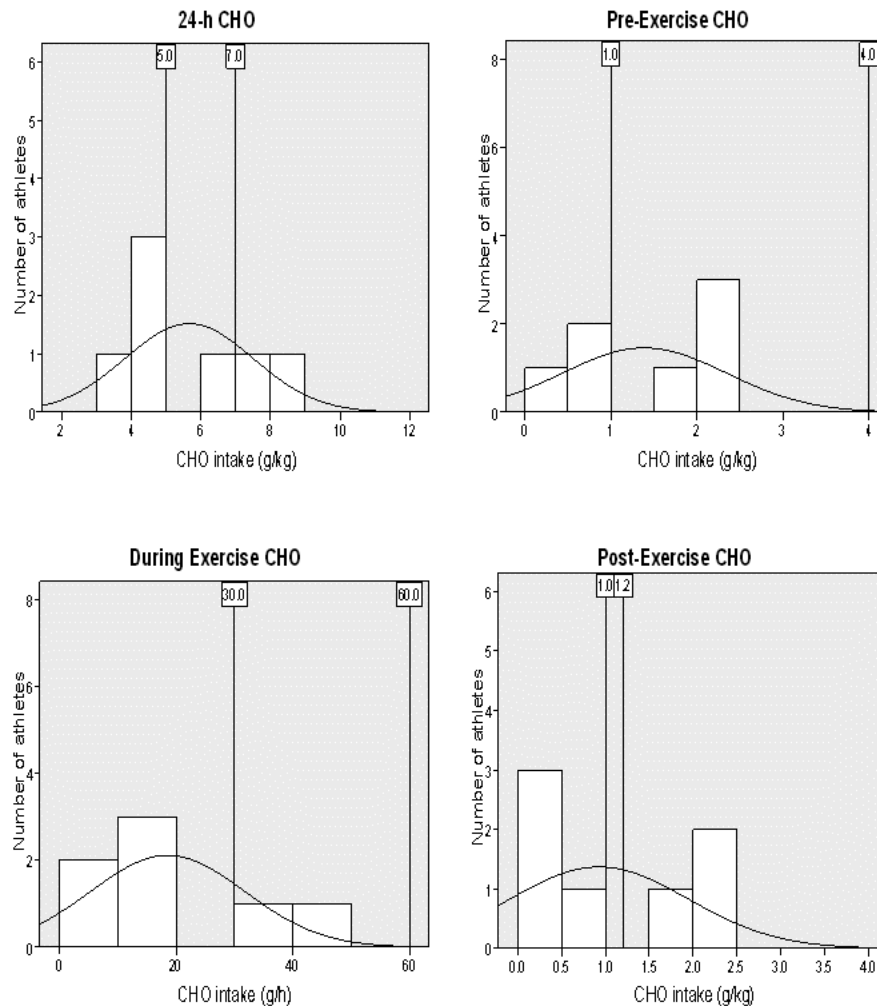 24-h CHO
5.0 7.0
Number of athletes
6
5
4
3
2
1
0
2 4 6 8 10 12
CHO intake (g/kg)
Pre-Exercise CHO
1.0 4.0
Number of athletes
8
6
4
2
0
0 1 2 3 4
CHO intake (g/kg)
During Exercise CHO
30.0 60.0
Number of athletes
8
6
4
2
0
0 20 40 60
CHO intake (g/h)
Post-Exercise CHO
1.0 1.2
Number of athletes
6
5
4
3
2
1
0
0.0 0.5 1.0 1.5 2.0 2.5 3.0 3.5 4.0
CHO intake (g/kg)